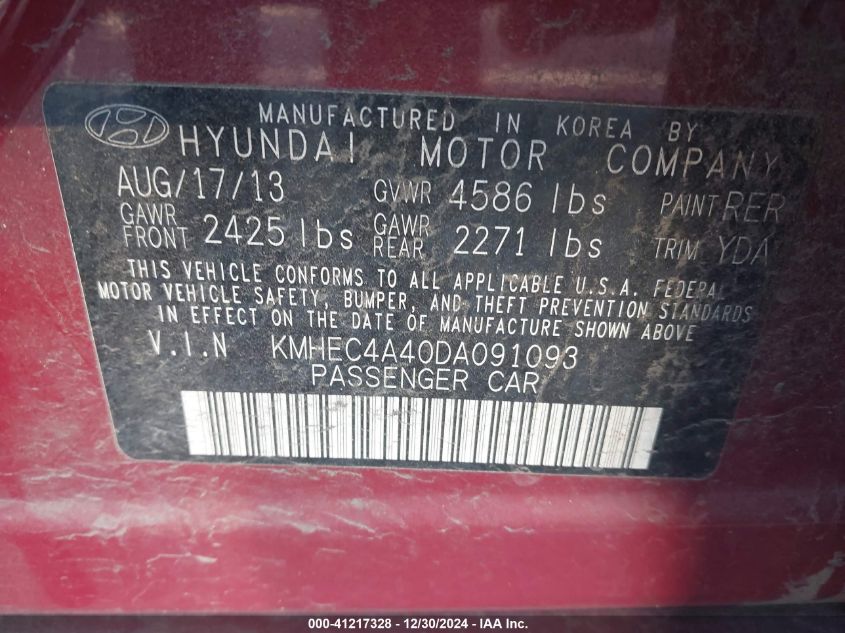 MANUFACTURED IN KOREA BY
HYUNDAI MOTOR COMPANY
AUG/17/13 GVWR 4586 lbs PAINT RER
GAWR FRONT 2425 lbs GAWR REAR 2271 lbs TRIM YDA
THIS VEHICLE CONFORMS TO ALL APPLICABLE U.S.A. FEDERAL
MOTOR VEHICLE SAFETY, BUMPER, AND THEFT PREVENTION STANDARDS
IN EFFECT ON THE DATE OF MANUFACTURE SHOWN ABOVE
V.I.N KMHEC4A40DA091093
PASSENGER CAR
000-41217328 - 12/30/2024 - IAA Inc.